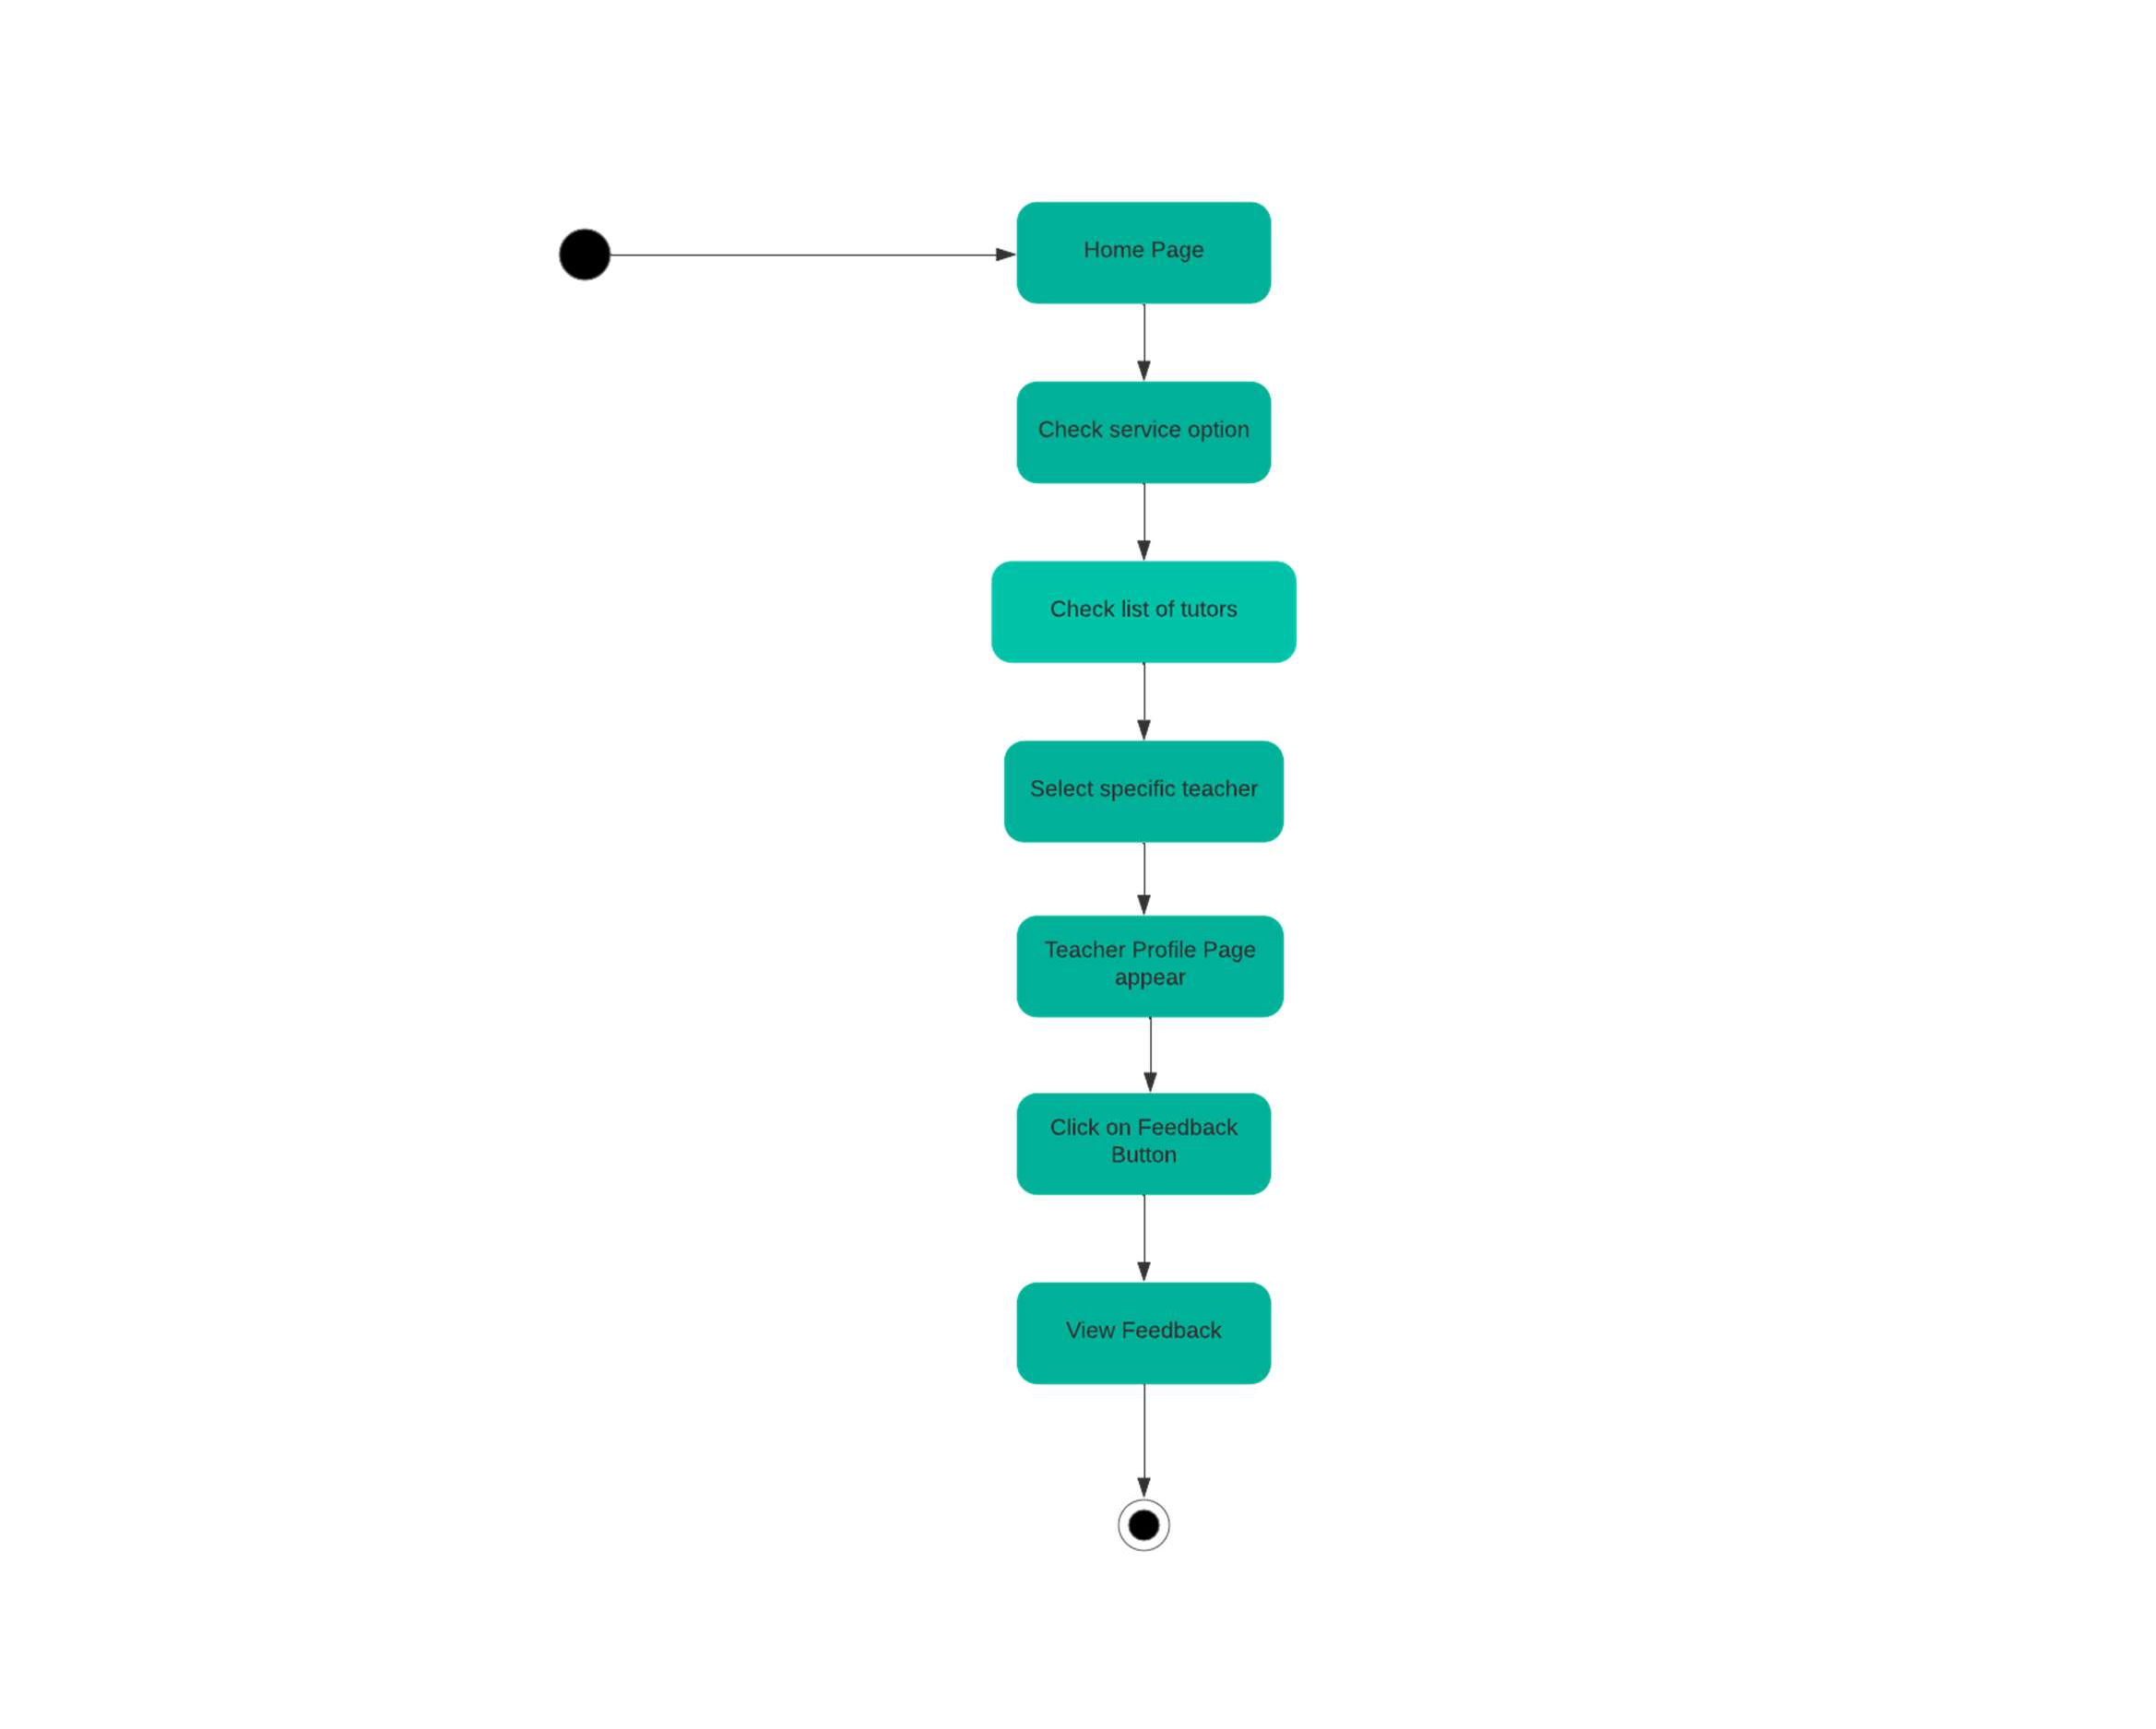 Home Page
Check service option
Check list of tutors
Select specific teacher
Teacher Profile Page
appear
Click on Feedback
Button
View Feedback